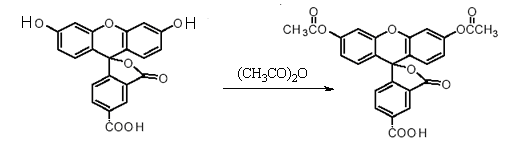 HO O OH
O O
COOH
(CH₃CO)₂O
O O
CH₃CO O OCCH₃
O O
COOH